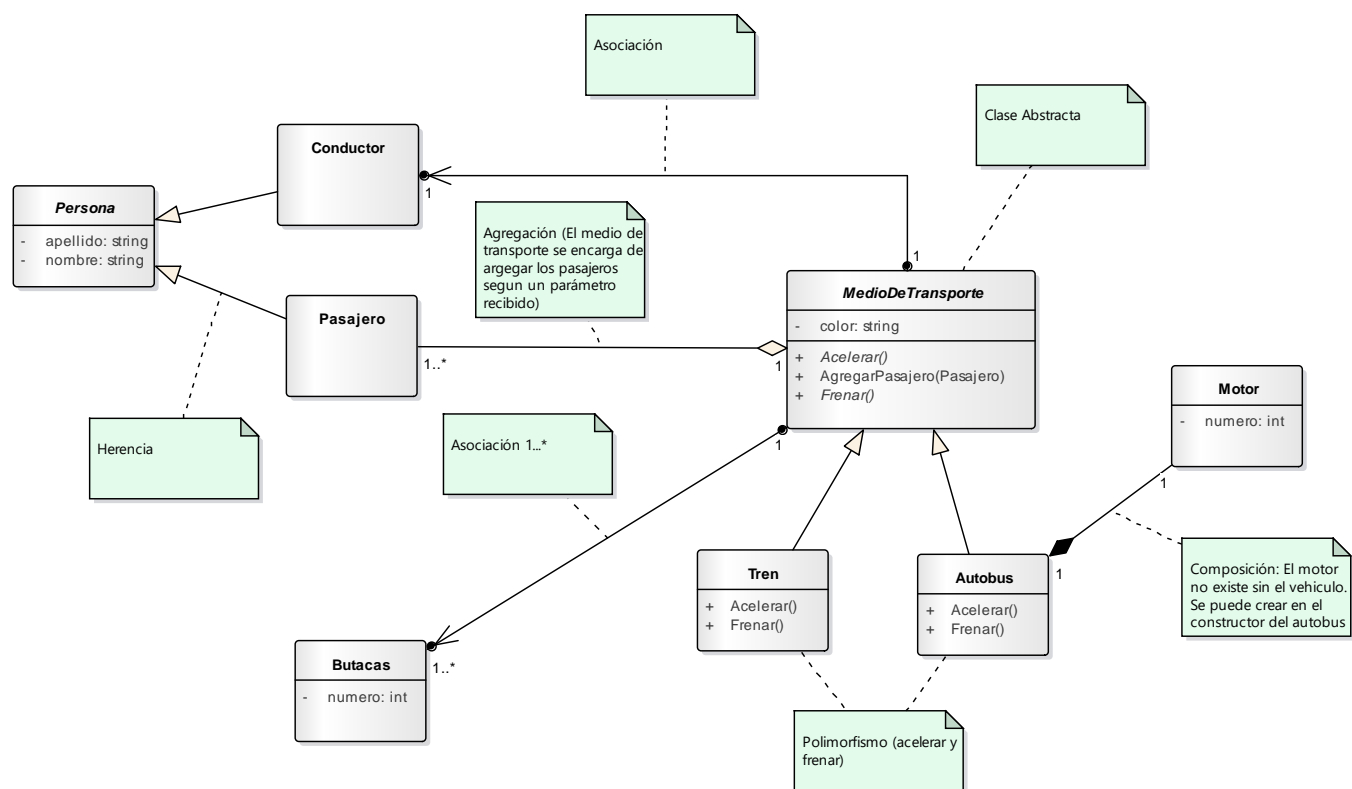 Asociación
Clase Abstracta
Conductor
1
Persona
- apellido: string
- nombre: string
Agregación (El medio de
transporte se encarga de
argegar los pasajeros
segun un parámetro
recibido)
1
MedioDeTransporte
- color: string
+ Acelerar()
+ AgregarPasajero(Pasajero)
+ Frenar()
Pasajero
1..*
1
Motor
- numero: int
1
Herencia
Asociación 1...*
1
Tren
+ Acelerar()
+ Frenar()
Autobus
+ Acelerar()
+ Frenar()
1
Composición: El motor
no existe sin el vehiculo.
Se puede crear en el
constructor del autobus
Butacas
- numero: int
1..*
Polimorfismo (acelerar y
frenar)